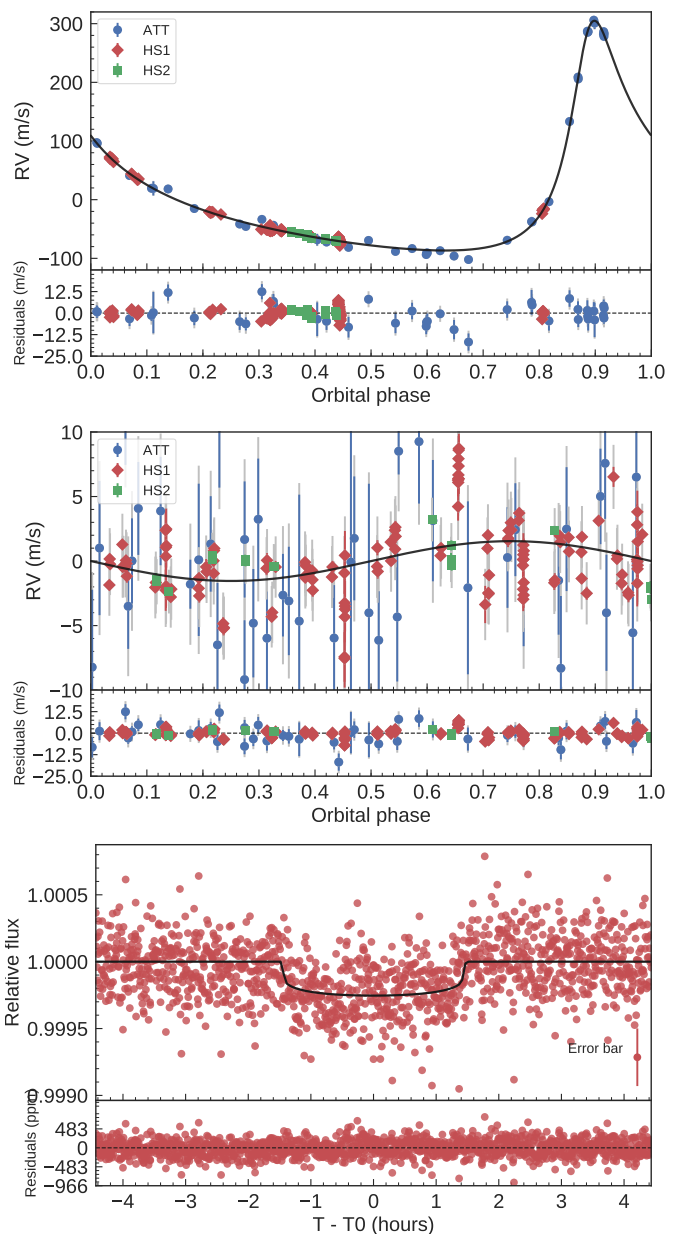 300
200
100
0
−100
RV (m/s)
ATT
HS1
HS2
12.5
0.0
−12.5
−25.0
Residuals (m/s)
0.0 0.1 0.2 0.3 0.4 0.5 0.6 0.7 0.8 0.9 1.0
Orbital phase
10
5
0
−5
−10
RV (m/s)
ATT
HS1
HS2
12.5
0.0
−12.5
−25.0
Residuals (m/s)
0.0 0.1 0.2 0.3 0.4 0.5 0.6 0.7 0.8 0.9 1.0
Orbital phase
1.0005
1.0000
0.9995
0.9990
Relative flux
Error bar
483
0
−483
−966
Residuals (ppm)
−4 −3 −2 −1 0 1 2 3 4
T - T0 (hours)